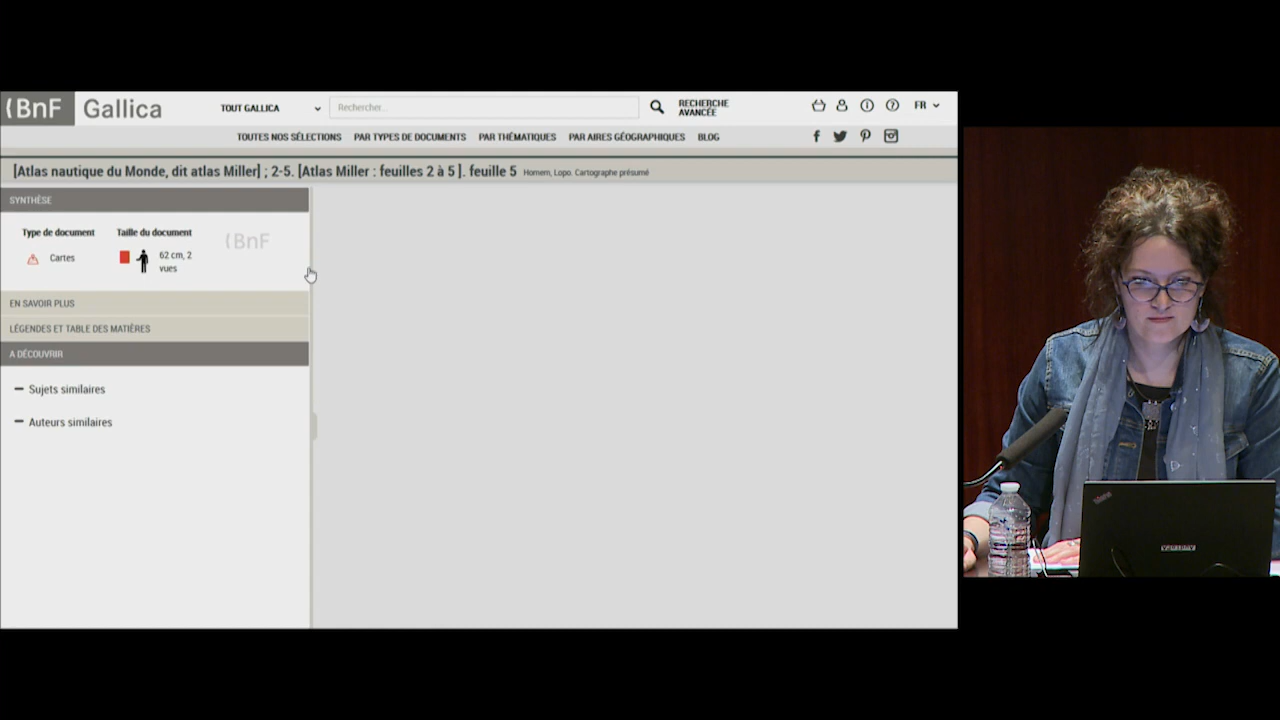 BnF Gallica
TOUT GALLICA
Rechercher...
RECHERCHE
AVANCÉE
FR
TOUTES NOS SÉLECTIONS PAR TYPES DE DOCUMENTS PAR THÉMATIQUES PAR AIRES GÉOGRAPHIQUES BLOG
[Atlas nautique du Monde, dit atlas Miller] ; 2-5. [Atlas Miller : feuilles 2 à 5 ]. feuille 5 Homem, Lopo. Cartographe présumé
SYNTHÈSE
Type de document
Cartes
Taille du document
62 cm, 2
vues
BnF
EN SAVOIR PLUS
LÉGENDES ET TABLE DES MATIÈRES
A DÉCOUVRIR
Sujets similaires
Auteurs similaires